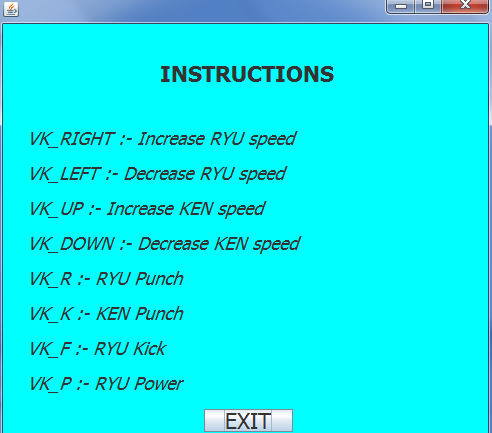 INSTRUCTIONS
VK_RIGHT :- Increase RYU speed
VK_LEFT :- Decrease RYU speed
VK_UP :- Increase KEN speed
VK_DOWN :- Decrease KEN speed
VK_R :- RYU Punch
VK_K :- KEN Punch
VK_F :- RYU Kick
VK_P :- RYU Power
EXIT